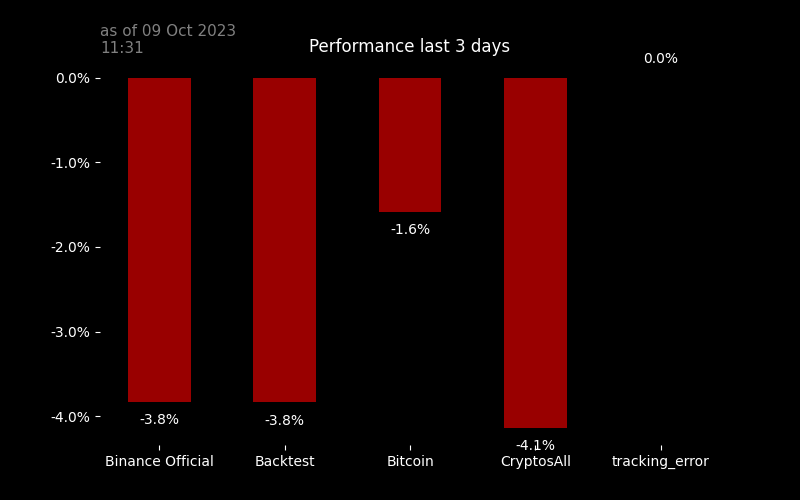 as of 09 Oct 2023
11:31
Performance last 3 days
0.0%
0.0%
-1.0%
-2.0%
-3.0%
-4.0%
-1.6%
-3.8%
-3.8%
-4.1%
Binance Official
Backtest
Bitcoin
CryptosAll
tracking_error